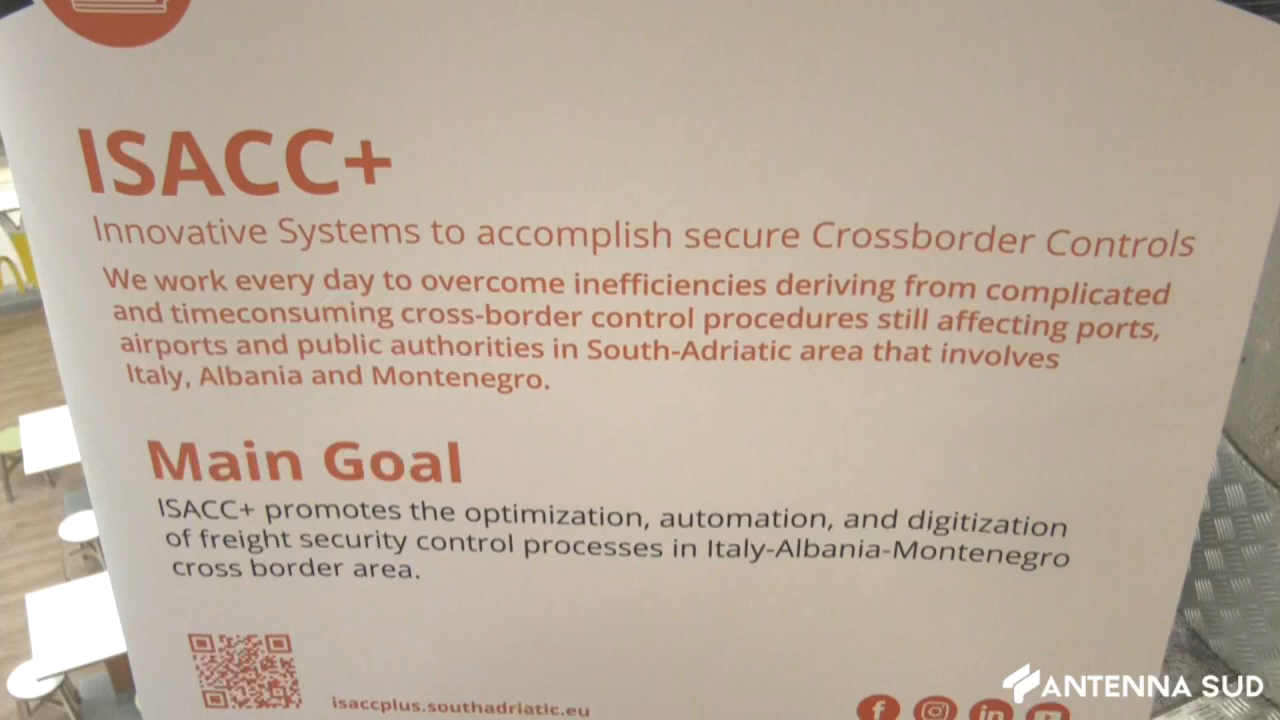 ISACC+
Innovative Systems to accomplish secure Crossborder Controls
We work every day to overcome inefficiencies deriving from complicated
and timeconsuming cross-border control procedures still affecting ports,
airports and public authorities in South-Adriatic area that involves
Italy, Albania and Montenegro.
Main Goal
ISACC+ promotes the optimization, automation, and digitization
of freight security control processes in Italy-Albania-Montenegro
cross border area.
isaccplus.southadriatic.eu
ANTENNA SUD